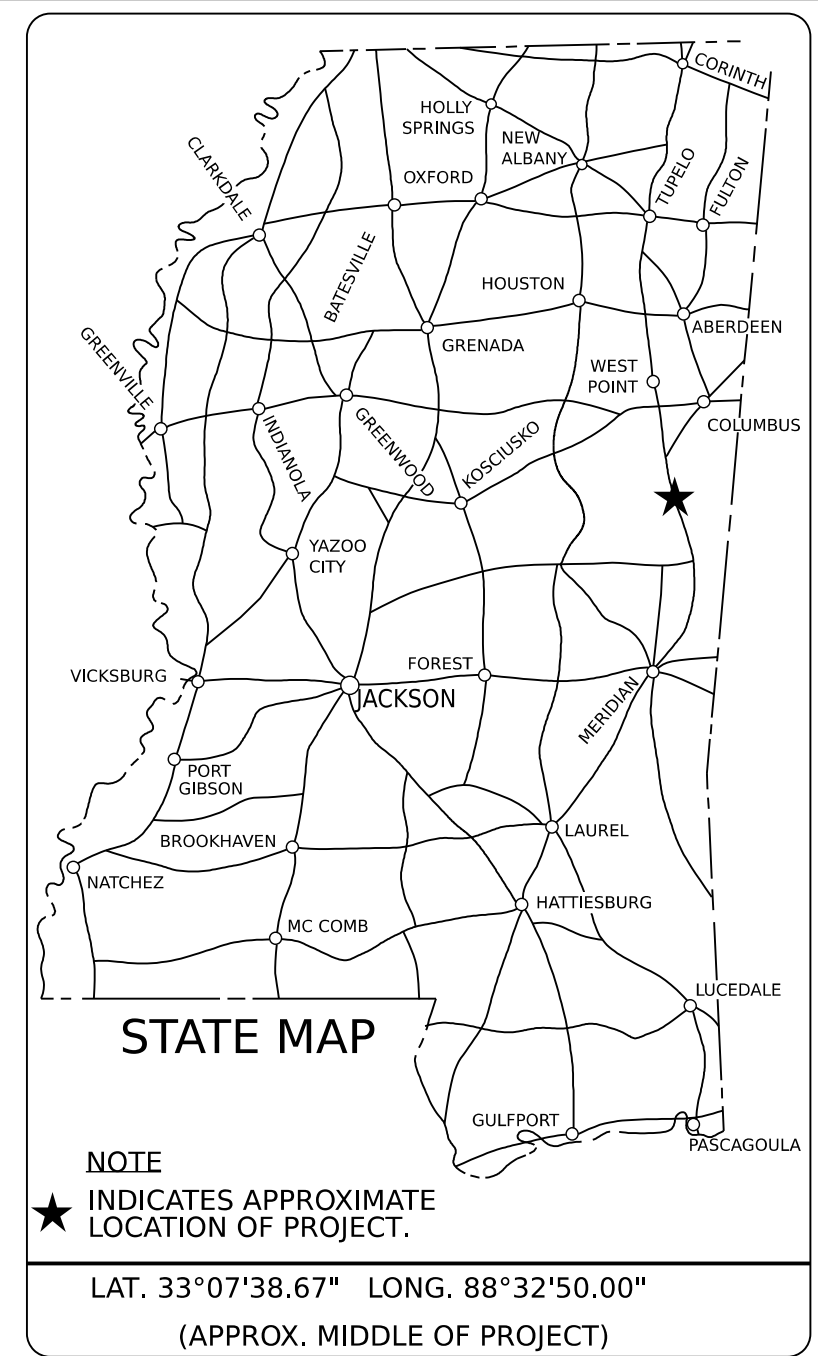 CORINTH
HOLLY
SPRINGS
NEW
ALBANY
CLARKDALE
OXFORD
TUPELO
FULTON
BATESVILLE
HOUSTON
ABERDEEN
GREENVILLE
GRENADA
WEST
POINT
COLUMBUS
INDIANOLA
GREENWOOD
KOSCIUSKO
YAZOO
CITY
VICKSBURG
FOREST
JACKSON
MERIDIAN
PORT
GIBSON
BROOKHAVEN
LAUREL
NATCHEZ
HATTIESBURG
MC COMB
LUCEDALE
STATE MAP
GULFPORT
PASCAGOULA
NOTE
INDICATES APPROXIMATE
LOCATION OF PROJECT.
LAT. 33°07'38.67" LONG. 88°32'50.00"
(APPROX. MIDDLE OF PROJECT)